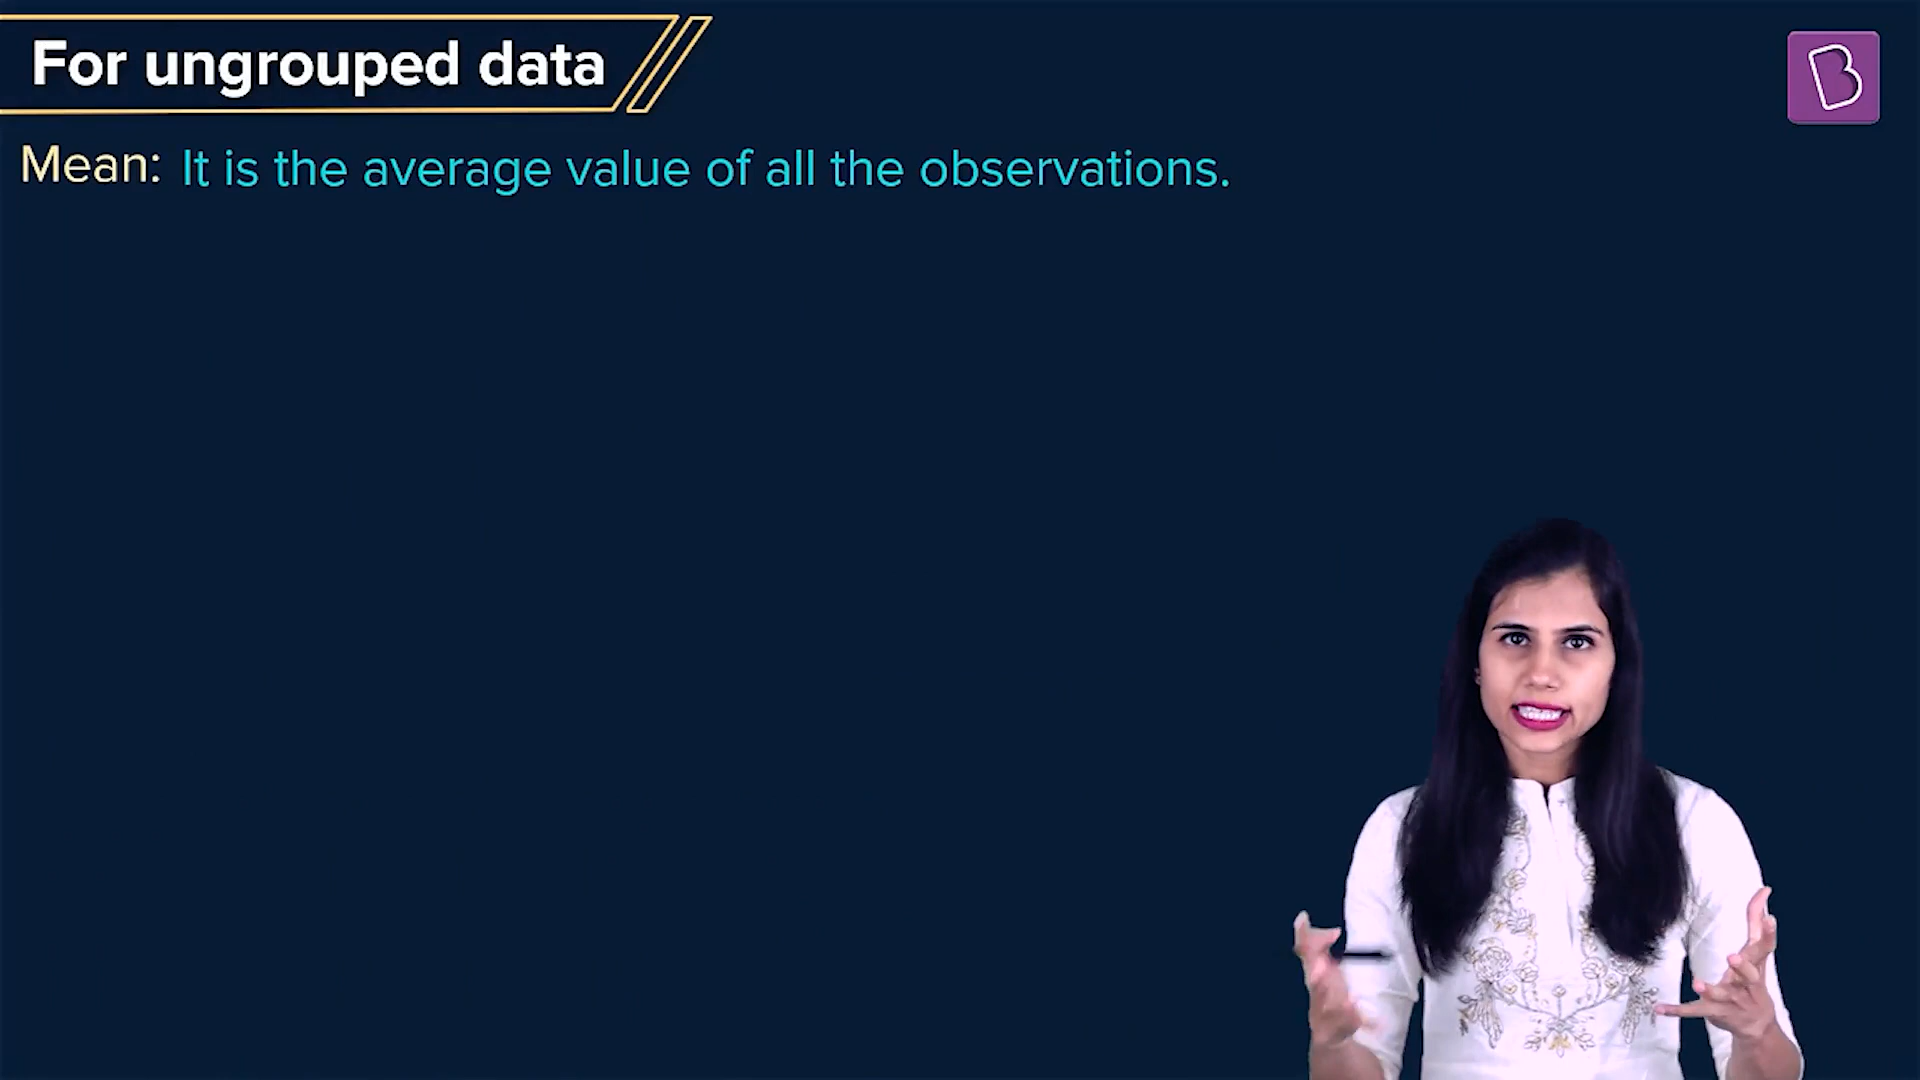 For ungrouped data
B
Mean: It is the average value of all the observations.